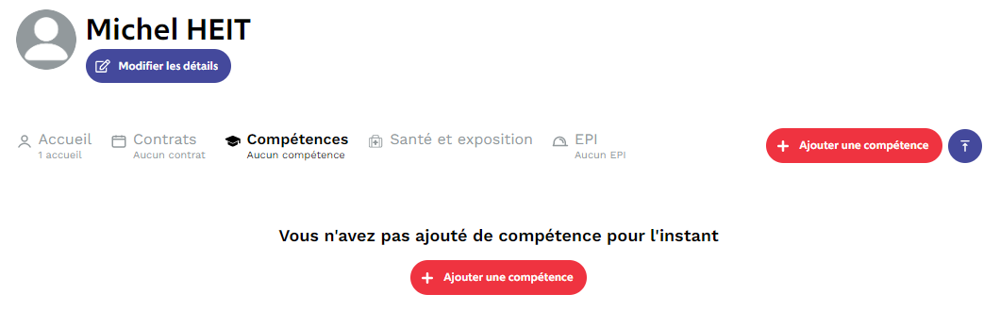 Michel HEIT
Modifier les détails
Accueil
1 accueil
Contrats
Aucun contrat
Compétences
Aucun compétence
Santé et exposition
EPI
Aucun EPI
Ajouter une compétence
Vous n'avez pas ajouté de compétence pour l'instant
Ajouter une compétence